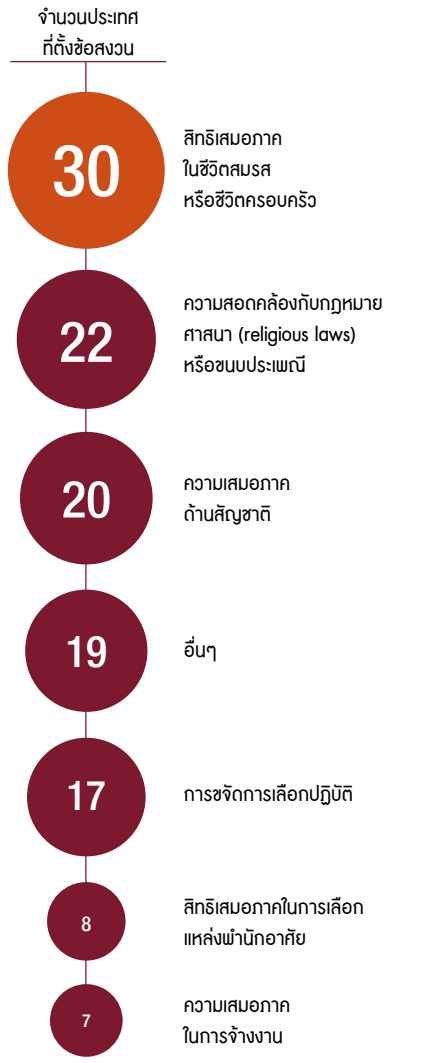 จำนวนประเทศ
ที่ตั้งข้อสงวน
30
สิทธิเสมอภาค
ในชีวิตสมรส
หรือชีวิตครอบครัว
22
ความสอดคล้องกับกฎหมาย
ศาสนา (religious laws)
หรือขนบประเพณี
20
ความเสมอภาค
ด้านสัญชาติ
19
อื่นๆ
17
การขจัดการเลือกปฏิบัติ
8
สิทธิเสมอภาคในการเลือก
แหล่งพำนักอาศัย
7
ความเสมอภาค
ในการจ้างงาน